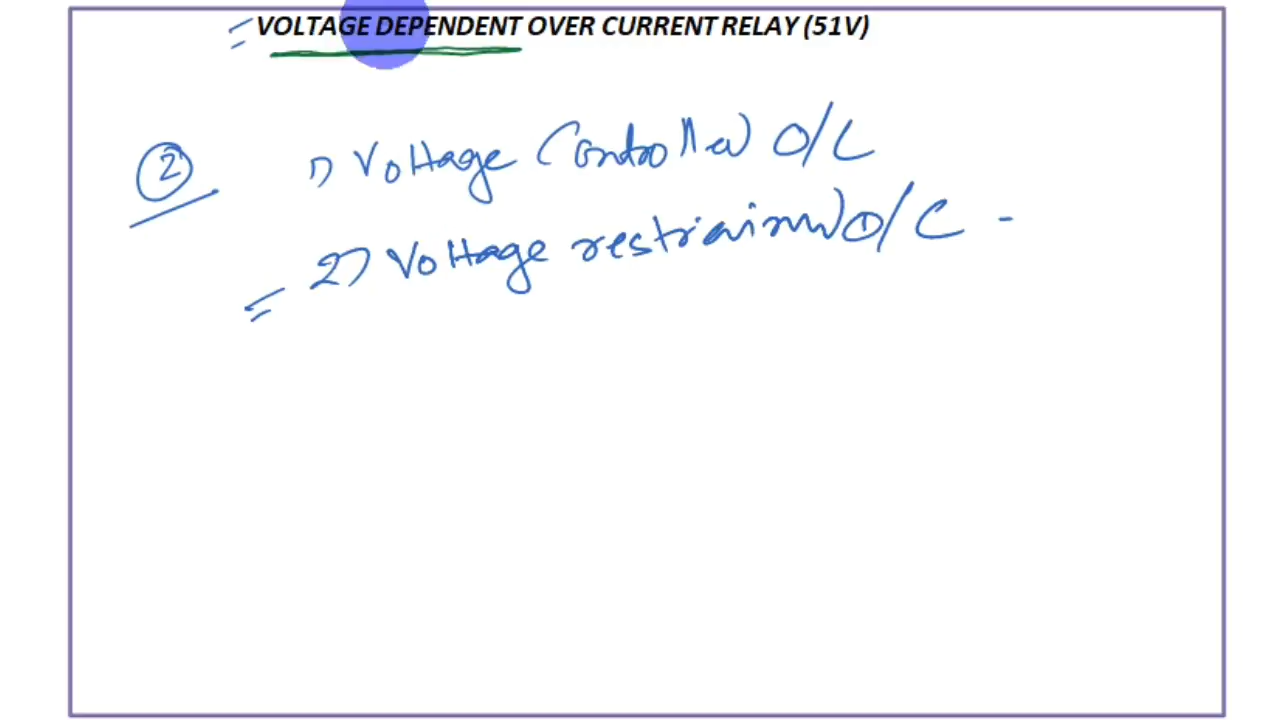 VOLTAGE DEPENDENT OVER CURRENT RELAY (51V)
② 1) Voltage Controlled O/C
2) Voltage restrained O/C -